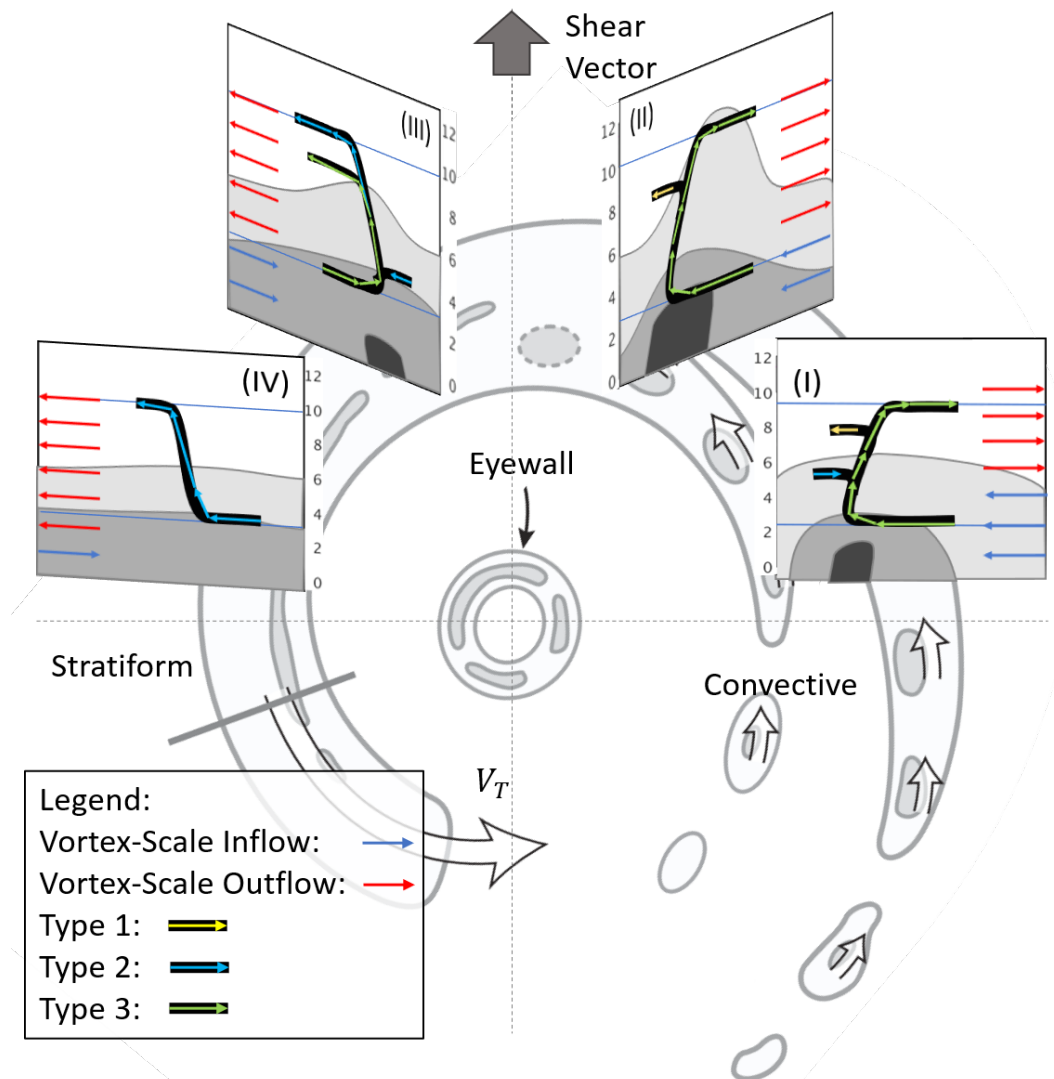 Shear
Vector
(III)
12
10
8
6
4
2
0
(II)
12
10
8
6
4
2
0
(IV)
12
10
8
6
4
2
0
(I)
12
10
8
6
4
2
0
Eyewall
Stratiform
Convective
V_T
Legend:
Vortex-Scale Inflow:
Vortex-Scale Outflow:
Type 1:
Type 2:
Type 3: